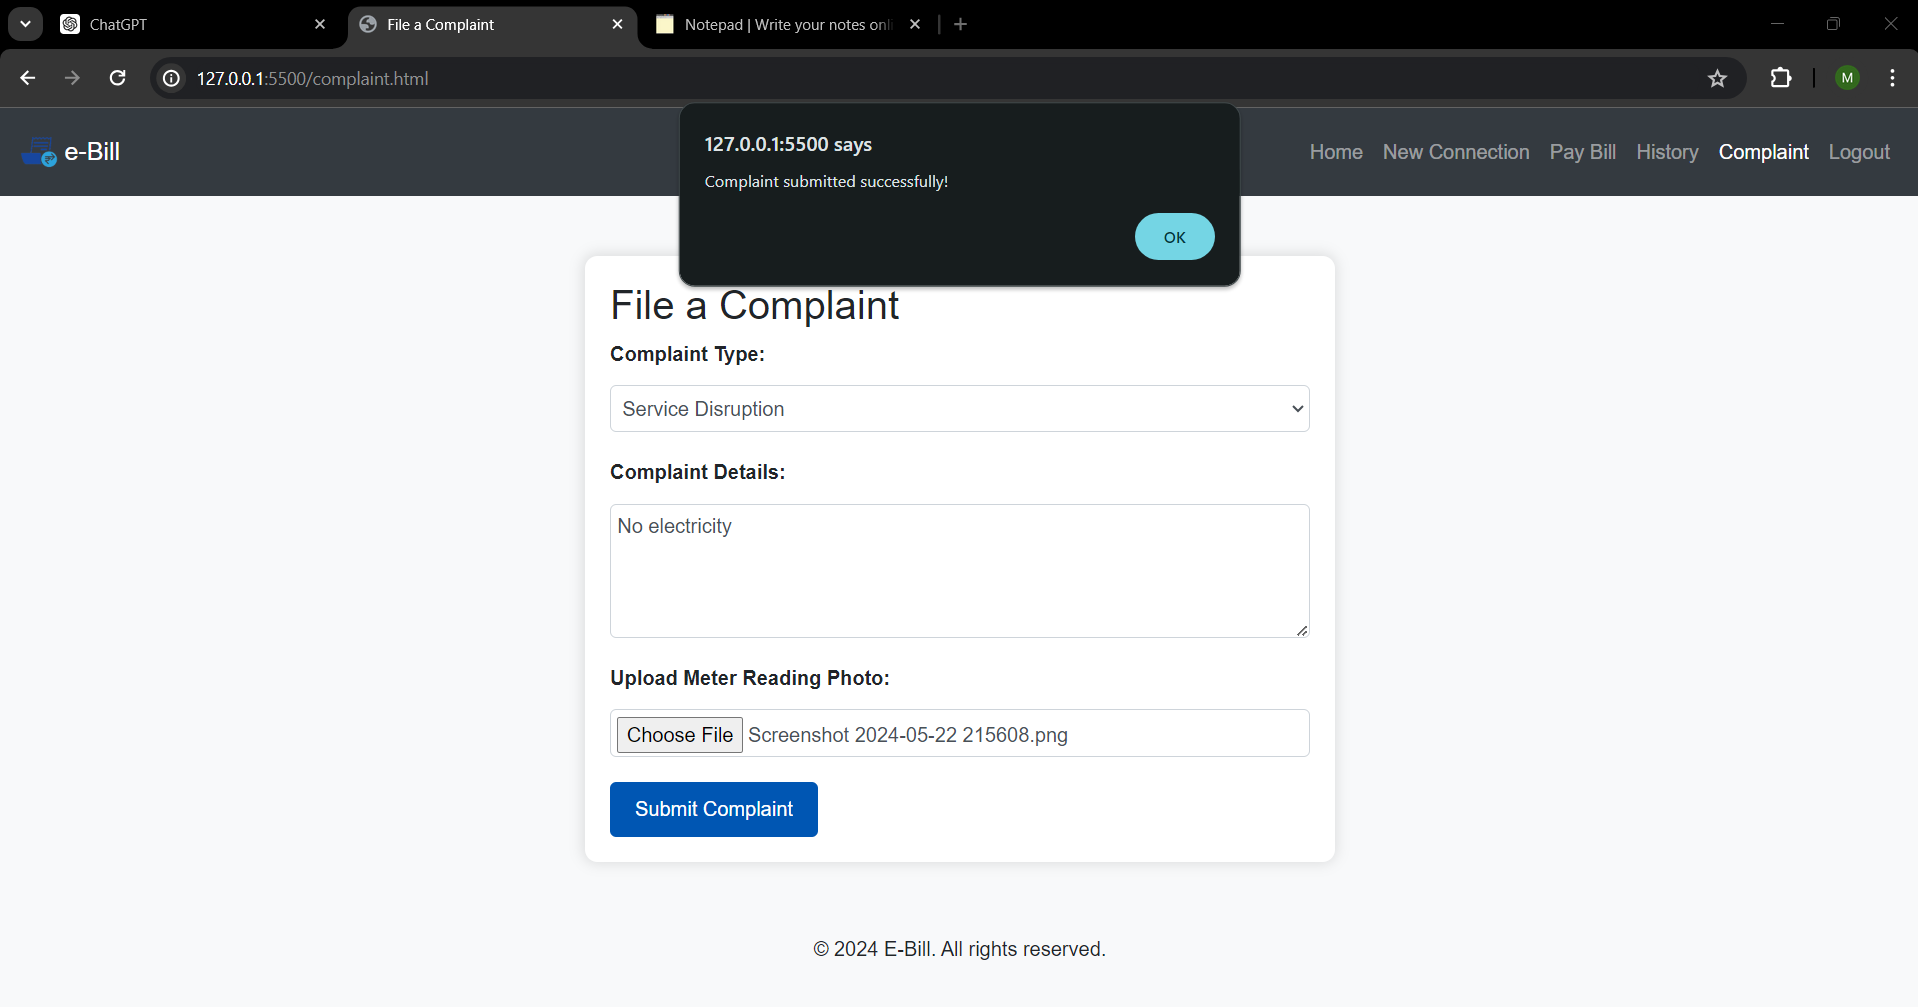 ChatGPT
File a Complaint
Notepad | Write your notes onli
127.0.0.1:5500/complaint.html
M
e-Bill
Home New Connection Pay Bill History Complaint Logout
127.0.0.1:5500 says
Complaint submitted successfully!
OK
File a Complaint
Complaint Type:
Service Disruption
Complaint Details:
No electricity
Upload Meter Reading Photo:
Choose File Screenshot 2024-05-22 215608.png
Submit Complaint
© 2024 E-Bill. All rights reserved.